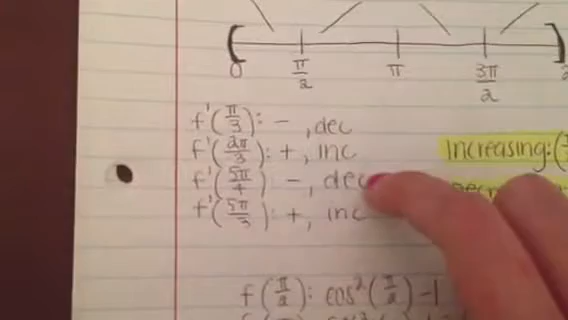 ( 0 π/2 π 3π/2 )
f'(π/3): - , dec
f'(2π/3): +, inc
f'(5π/4): -, dec
f'(5π/3): +, inc
increasing: (
f(π/2): cos²(π/2) -1